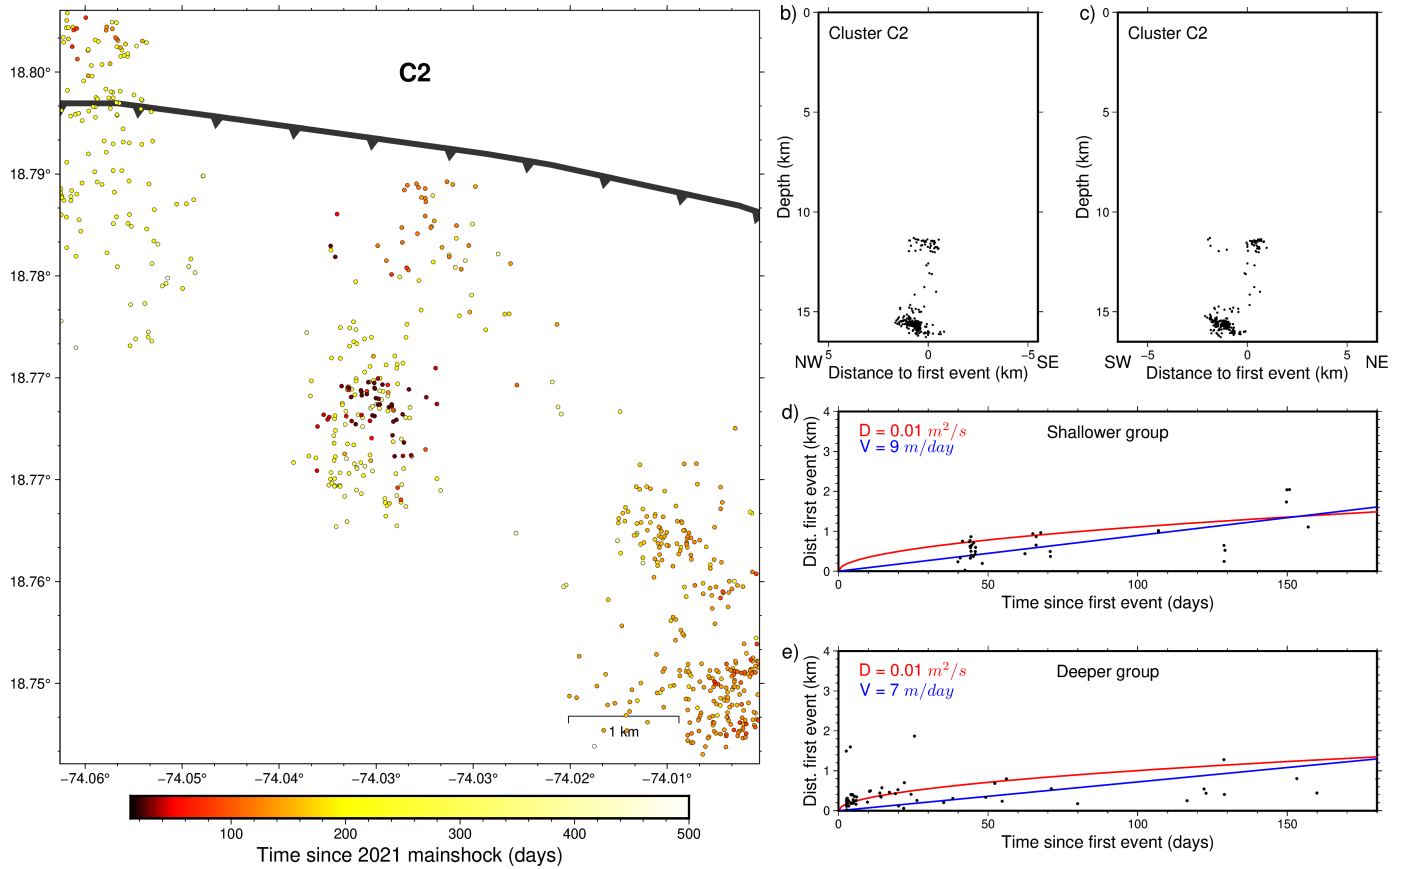 C2
18.80°
18.79°
18.78°
18.77°
18.77°
18.76°
18.75°
1 km
−74.06° −74.05° −74.04° −74.03° −74.03° −74.02° −74.01°
100 200 300 400 500
Time since 2021 mainshock (days)
b)
Cluster C2
0
5
10
15
Depth (km)
5 0 −5
NW SE
Distance to first event (km)
c)
Cluster C2
0
5
10
15
Depth (km)
−5 0 5
SW NE
Distance to first event (km)
d)
D = 0.01 m²/s
V = 9 m/day
Shallower group
4
3
2
1
0
Dist. first event (km)
0 50 100 150
Time since first event (days)
e)
D = 0.01 m²/s
V = 7 m/day
Deeper group
4
3
2
1
0
Dist. first event (km)
0 50 100 150
Time since first event (days)